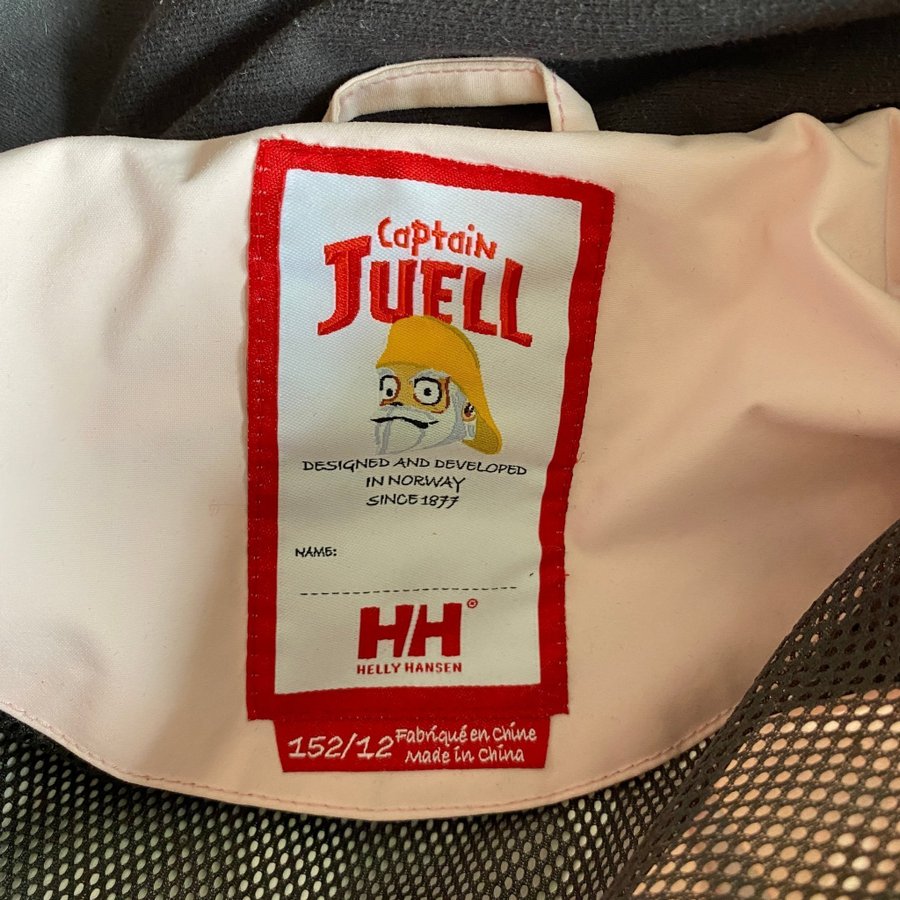 Captain
JUELL
DESIGNED AND DEVELOPED
IN NORWAY
SINCE 1877
NAME:
HH®
HELLY HANSEN
152/12 Fabriqué en Chine
Made in China